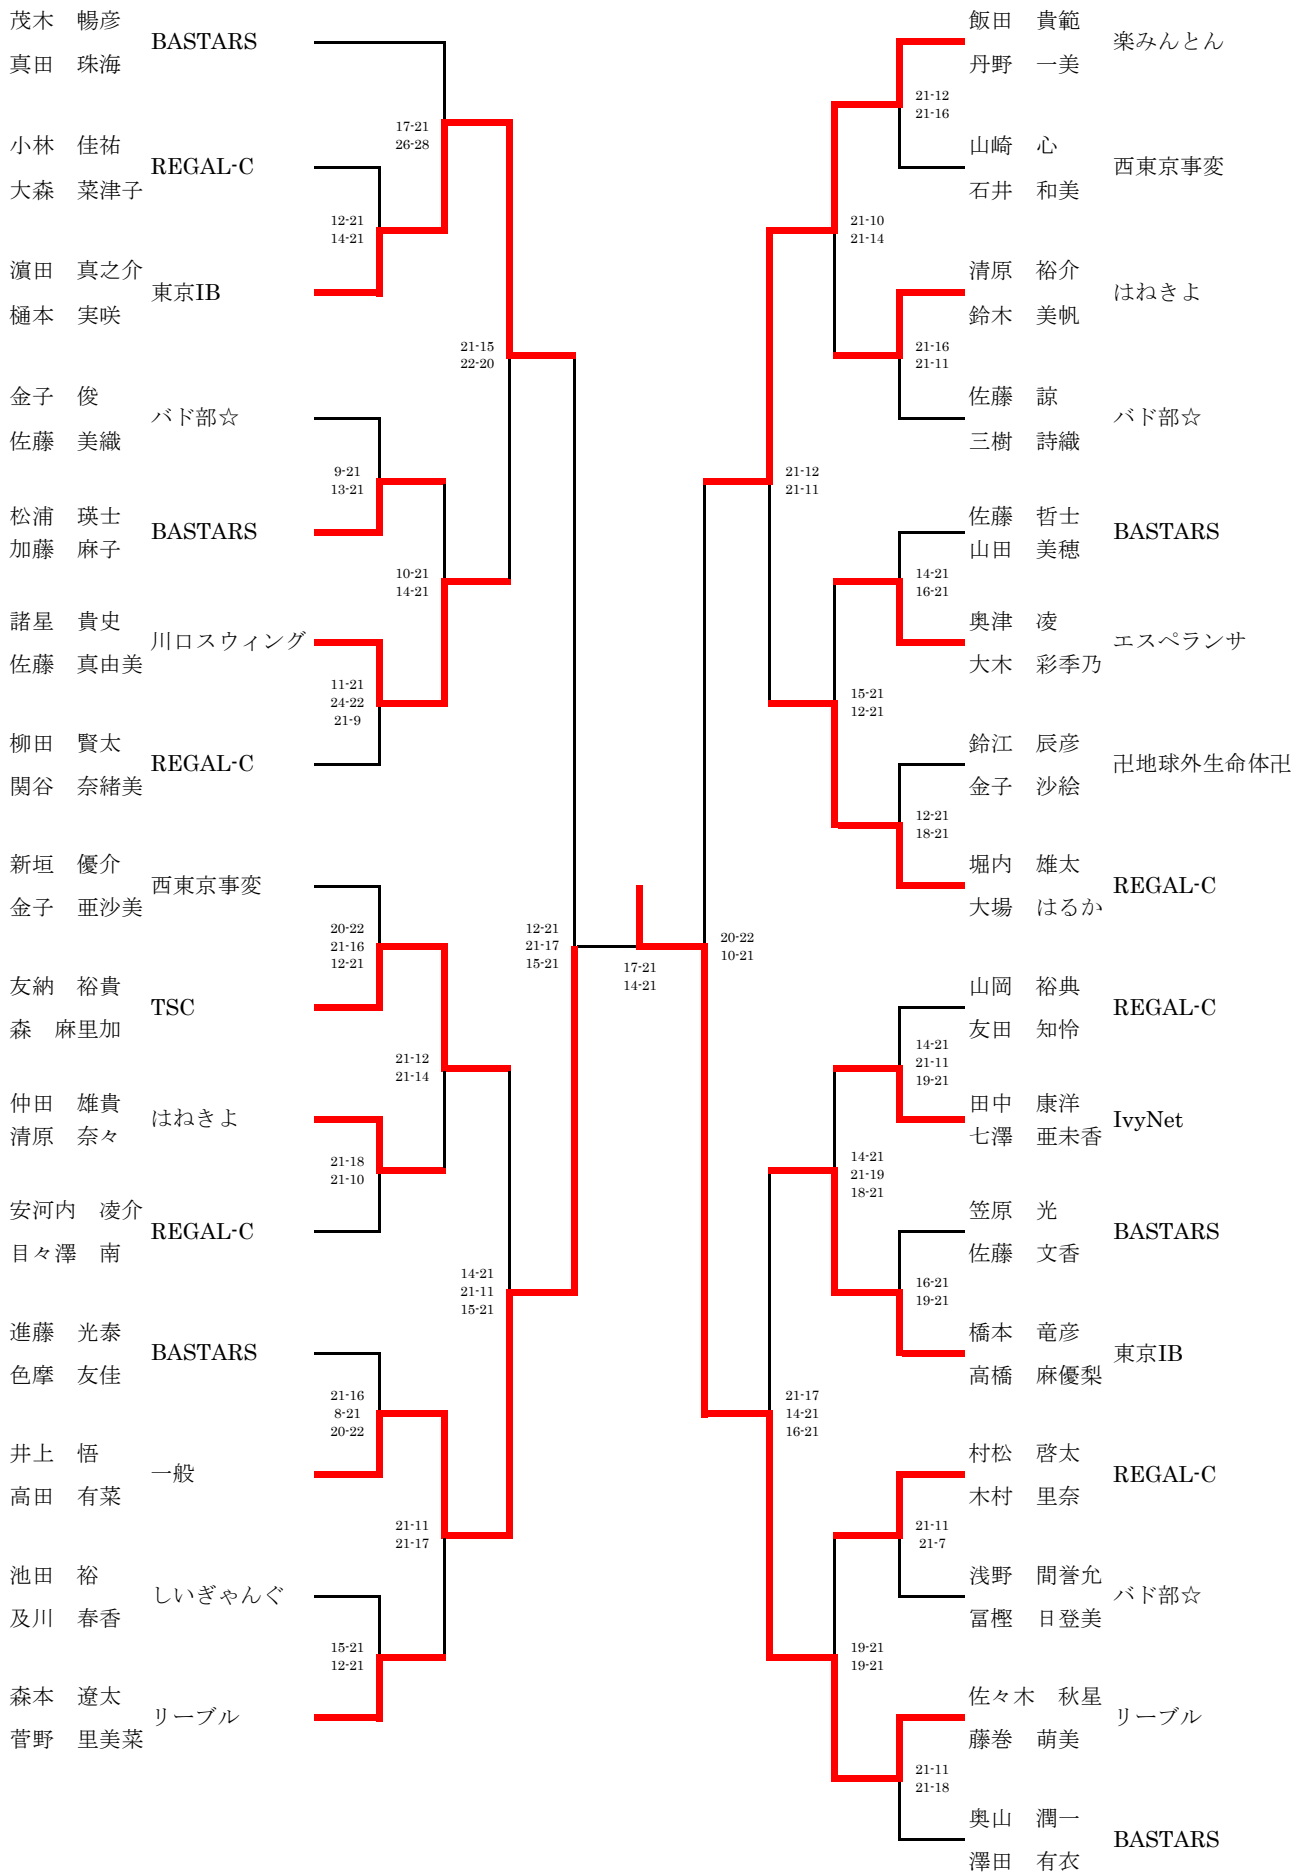 茂木　暢彦
BASTARS
真田　珠海
17-21
26-28
小林　佳祐
REGAL-C
大森　菜津子
12-21
14-21
濵田　真之介
東京IB
樋本　実咲
21-15
22-20
金子　俊
バド部☆
佐藤　美織
9-21
13-21
松浦　瑛士
BASTARS
加藤　麻子
10-21
14-21
諸星　貴史
川口スウィング
佐藤　真由美
11-21
24-22
21-9
柳田　賢太
REGAL-C
関谷　奈緒美
新垣　優介
西東京事変
金子　亜沙美
20-22
21-16
12-21
12-21
21-17
15-21
友納　裕貴
TSC
森　麻里加
21-12
21-14
仲田　雄貴
はねきよ
清原　奈々
21-18
21-10
安河内　凌介
REGAL-C
目々澤　南
14-21
21-11
15-21
進藤　光泰
BASTARS
色摩　友佳
21-16
8-21
20-22
井上　悟
一般
高田　有菜
21-11
21-17
池田　裕
しいぎゃんぐ
及川　春香
15-21
12-21
森本　遼太
リーブル
菅野　里美菜
17-21
14-21
飯田　貴範
楽みんとん
丹野　一美
21-12
21-16
山崎　心
西東京事変
石井　和美
21-10
21-14
清原　裕介
はねきよ
鈴木　美帆
21-16
21-11
佐藤　諒
バド部☆
三樹　詩織
21-12
21-11
佐藤　哲士
BASTARS
山田　美穂
14-21
16-21
奥津　凌
エスペランサ
大木　彩季乃
15-21
12-21
鈴江　辰彦
卍地球外生命体卍
金子　沙絵
12-21
18-21
堀内　雄太
REGAL-C
大場　はるか
20-22
10-21
山岡　裕典
REGAL-C
友田　知怜
14-21
21-11
19-21
田中　康洋
IvyNet
七澤　亜未香
14-21
21-19
18-21
笠原　光
BASTARS
佐藤　文香
16-21
19-21
橋本　竜彦
東京IB
高橋　麻優梨
21-17
14-21
16-21
村松　啓太
REGAL-C
木村　里奈
21-11
21-7
浅野　間誉允
バド部☆
冨樫　日登美
19-21
19-21
佐々木　秋星
リーブル
藤巻　萌美
21-11
21-18
奥山　潤一
BASTARS
澤田　有衣